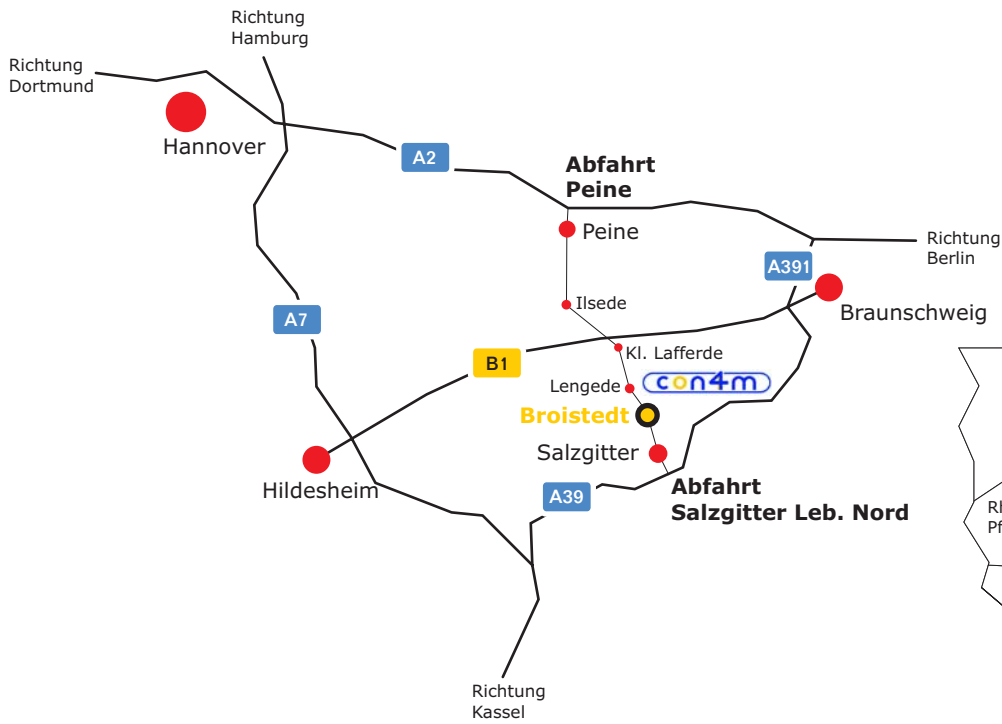 Richtung
Hamburg
Richtung
Dortmund
Hannover
A2
Abfahrt
Peine
Peine
Richtung
Berlin
A391
Ilsede
Braunschweig
A7
Kl. Lafferde
B1
Lengede
con4m
Broistedt
Salzgitter
Hildesheim
A39
Abfahrt
Salzgitter Leb. Nord
Richtung
Kassel